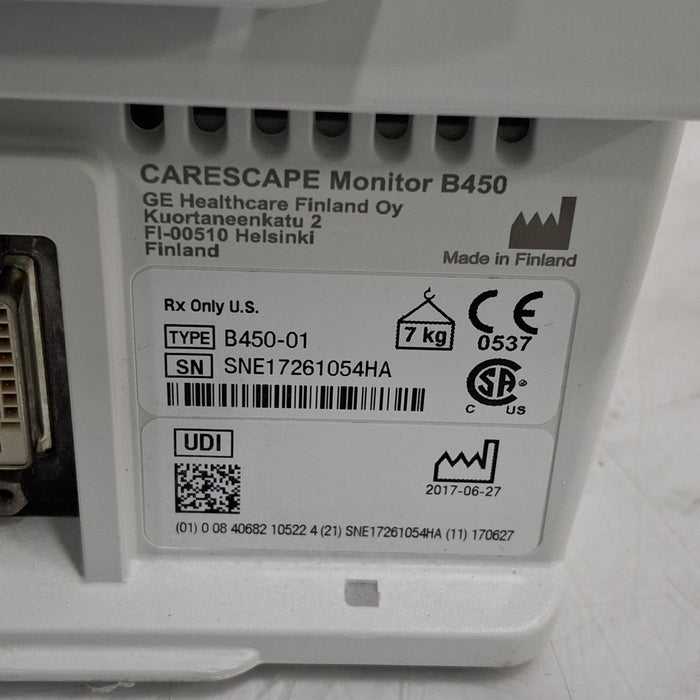 CARESCAPE Monitor B450
GE Healthcare Finland Oy
Kuortaneenkatu 2
FI-00510 Helsinki
Finland
Made in Finland
Rx Only U.S.
TYPE B450-01
7 kg
CE
0537
SN SNE17261054HA
CSA ®
C US
UDI
2017-06-27
(01) 0 08 40682 10522 4 (21) SNE17261054HA (11) 170627